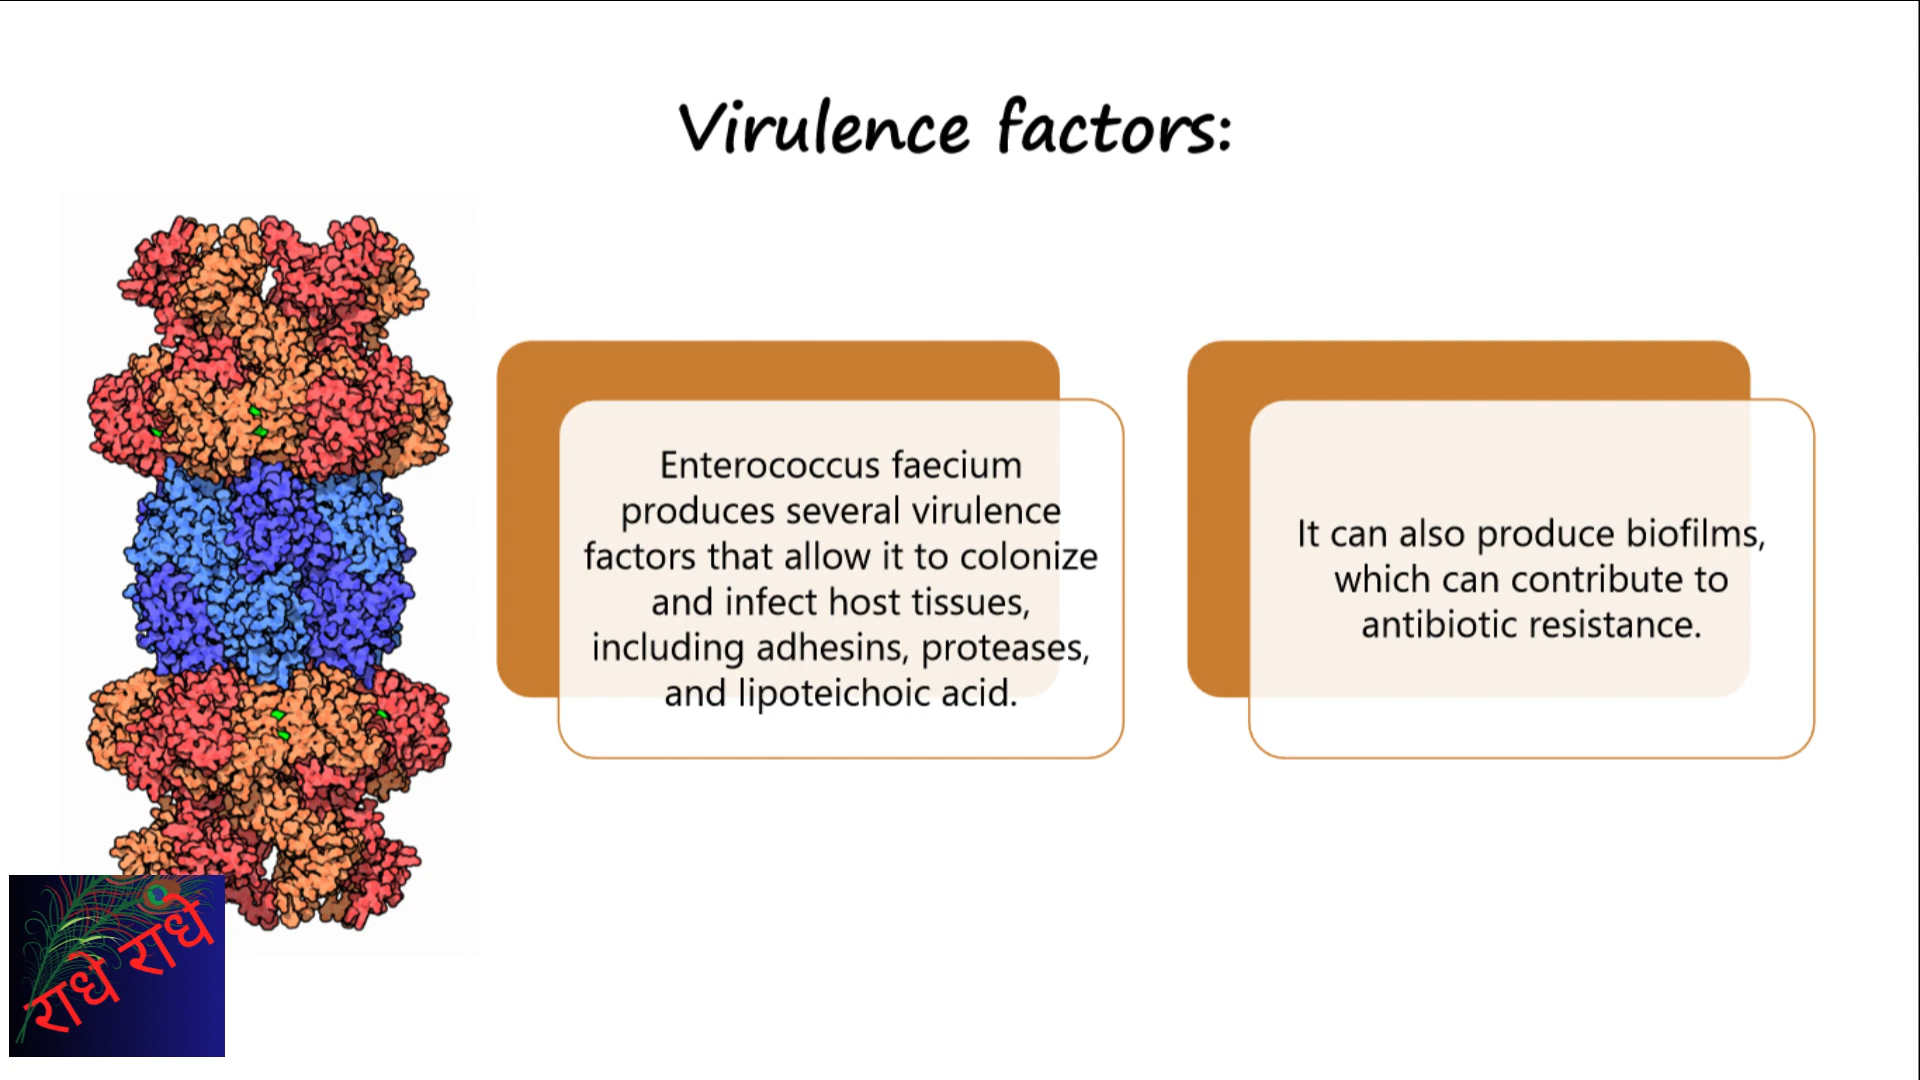 Virulence factors:
Enterococcus faecium
produces several virulence
factors that allow it to colonize
and infect host tissues,
including adhesins, proteases,
and lipoteichoic acid.
It can also produce biofilms,
which can contribute to
antibiotic resistance.
राधे राधे